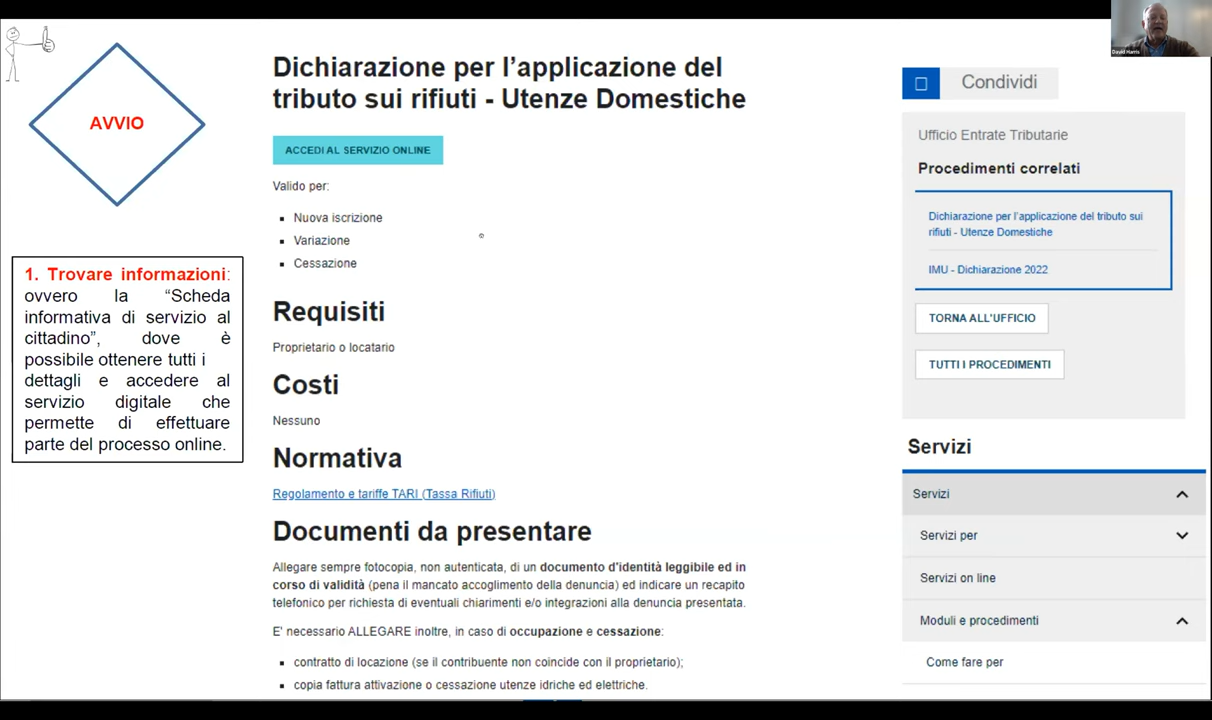 AVVIO
1. Trovare informazioni:
ovvero la “Scheda
informativa di servizio al
cittadino”, dove è
possibile ottenere tutti i
dettagli e accedere al
servizio digitale che
permette di effettuare
parte del processo online.
Dichiarazione per l’applicazione del
tributo sui rifiuti - Utenze Domestiche
ACCEDI AL SERVIZIO ONLINE
Valido per:
Nuova iscrizione
Variazione
Cessazione
Requisiti
Proprietario o locatario
Costi
Nessuno
Normativa
Regolamento e tariffe TARI (Tassa Rifiuti)
Documenti da presentare
Allegare sempre fotocopia, non autenticata, di un documento d'identità leggibile ed in
corso di validità (pena il mancato accoglimento della denuncia) ed indicare un recapito
telefonico per richiesta di eventuali chiarimenti e/o integrazioni alla denuncia presentata.
E' necessario ALLEGARE inoltre, in caso di occupazione e cessazione:
contratto di locazione (se il contribuente non coincide con il proprietario);
copia fattura attivazione o cessazione utenze idriche ed elettriche.
David Harris
Condividi
Ufficio Entrate Tributarie
Procedimenti correlati
Dichiarazione per l'applicazione del tributo sui
rifiuti - Utenze Domestiche
IMU - Dichiarazione 2022
TORNA ALL'UFFICIO
TUTTI I PROCEDIMENTI
Servizi
Servizi
Servizi per
Servizi on line
Moduli e procedimenti
Come fare per